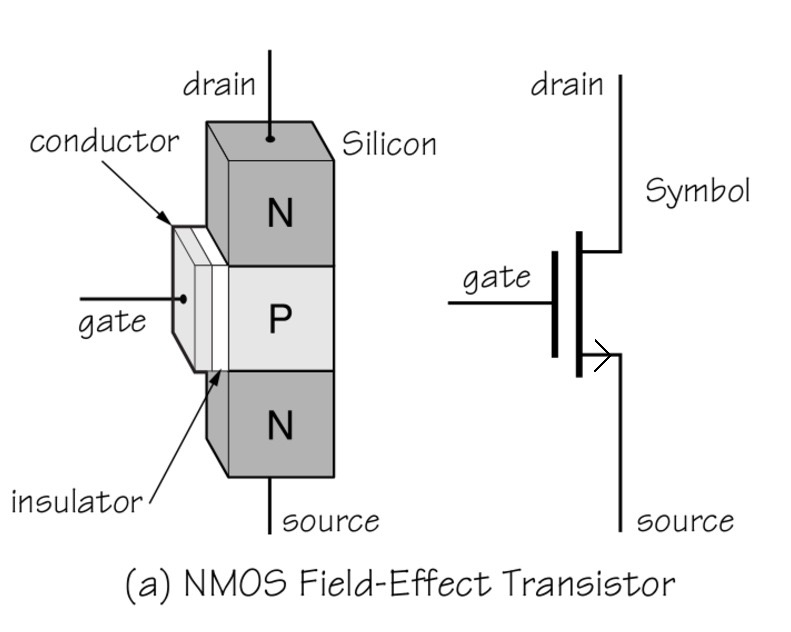 drain
conductor
Silicon
N
gate
P
N
insulator
source
drain
Symbol
gate
source
(a) NMOS Field-Effect Transistor